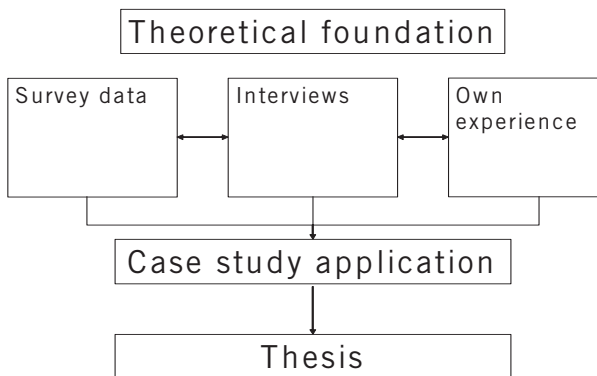 Theoretical foundation
Survey data
Interviews
Own
experience
Case study application
Thesis